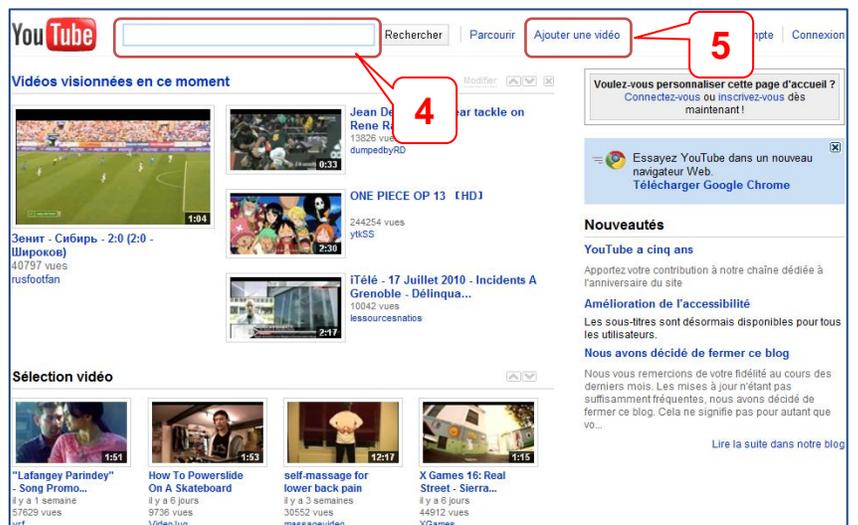 You Tube
Rechercher
Parcourir
Ajouter une vidéo
Connexion
5
4
Vidéos visionnées en ce moment
Modifier
1:04
Зенит - Сибирь - 2:0 (2:0 -
Широков)
40797 vues
rusfootfan
0:33
Jean ear tackle on
Rene
13826 vues
dumpedbyRD
2:30
ONE PIECE OP 13 【HD】
244254 vues
ytkSS
2:17
iTélé - 17 Juillet 2010 - Incidents A
Grenoble - Délinqua...
10042 vues
lessourcesnatios
Sélection vidéo
1:51
"Lafangey Parindey"
- Song Promo...
il y a 1 semaine
57629 vues
yrf
1:53
How To Powerslide
On A Skateboard
il y a 6 jours
9736 vues
VideoJug
12:17
self-massage for
lower back pain
il y a 3 semaines
30552 vues
massagevideo
1:15
X Games 16: Real
Street - Sierra...
il y a 6 jours
44912 vues
XGames
Voulez-vous personnaliser cette page d'accueil ?
Connectez-vous ou inscrivez-vous dès
maintenant !
Essayez YouTube dans un nouveau
navigateur Web.
Télécharger Google Chrome
Nouveautés
YouTube a cinq ans
Apportez votre contribution à notre chaîne dédiée à
l'anniversaire du site
Amélioration de l'accessibilité
Les sous-titres sont désormais disponibles pour tous
les utilisateurs.
Nous avons décidé de fermer ce blog
Nous vous remercions de votre fidélité au cours des
derniers mois. Les mises à jour n'étant pas
suffisamment fréquentes, nous avons décidé de
fermer ce blog. Cela ne signifie pas pour autant que
vo...
Lire la suite dans notre blog